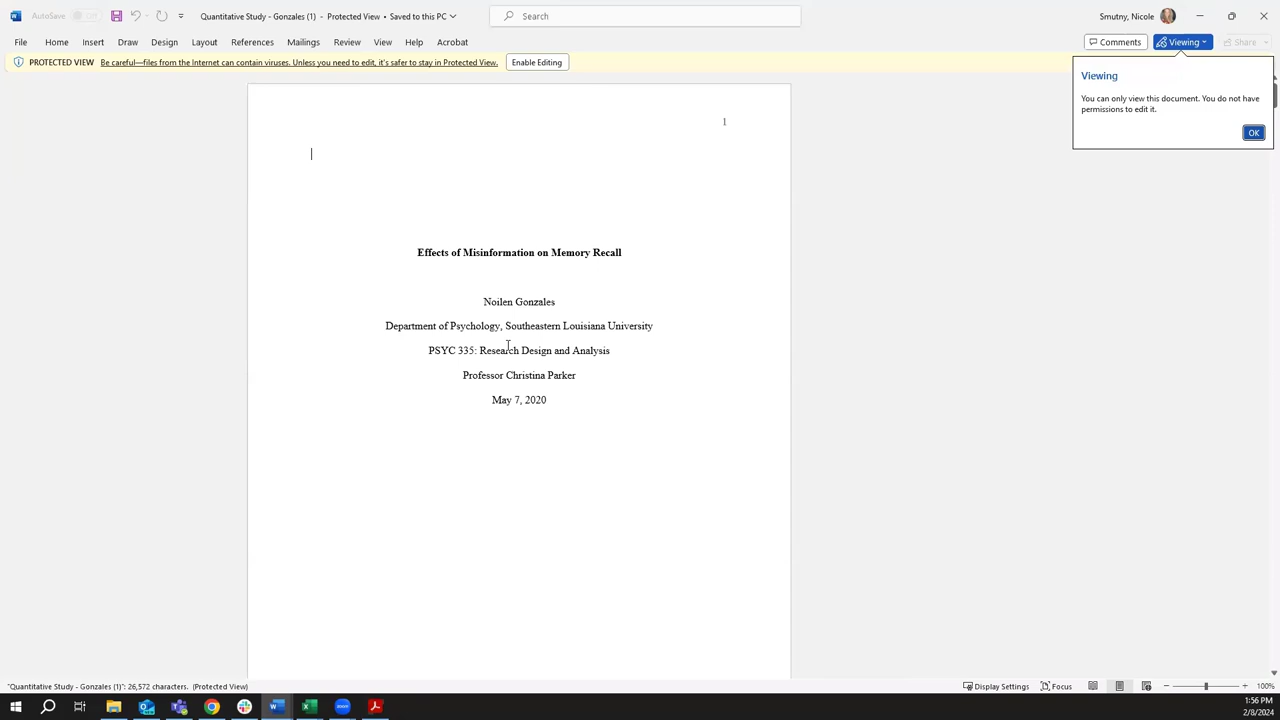 AutoSave Off Quantitative Study - Gonzales (1) • Protected View • Saved to this PC Search Smutny, Nicole
File Home Insert Draw Design Layout References Mailings Review View Help Acrobat Comments Viewing Share
PROTECTED VIEW Be careful—files from the Internet can contain viruses. Unless you need to edit, it's safer to stay in Protected View. Enable Editing
Viewing
You can only view this document. You do not have
permissions to edit it.
OK
1
Effects of Misinformation on Memory Recall
Noilen Gonzales
Department of Psychology, Southeastern Louisiana University
PSYC 335: Research Design and Analysis
Professor Christina Parker
May 7, 2020
"Quantitative Study - Gonzales (1)": 26,572 characters. (Protected View) Display Settings Focus 100%
zoom
1:56 PM
2/8/2024